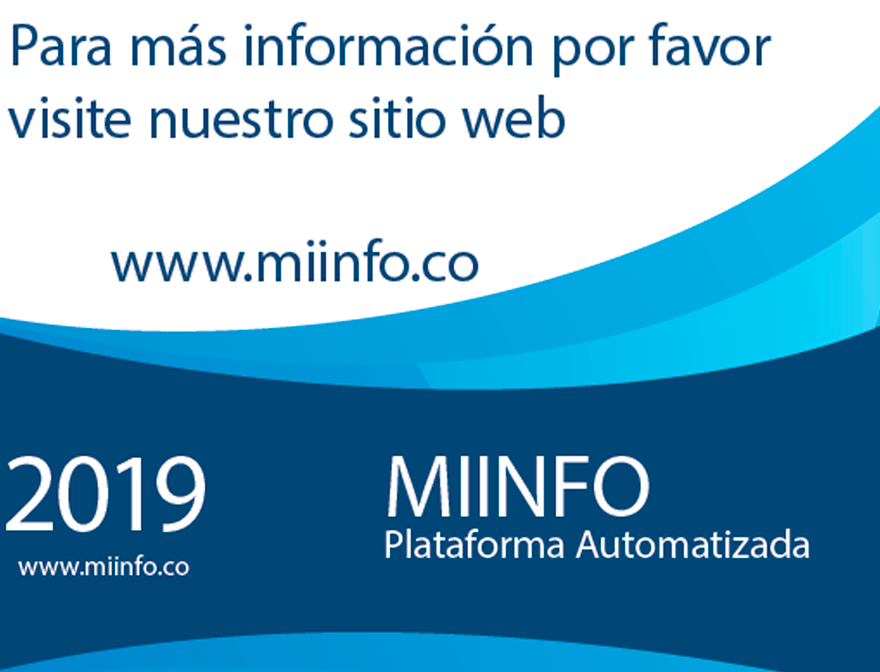 Para más información por favor
visite nuestro sitio web
www.miinfo.co
2019
www.miinfo.co
MIINFO
Plataforma Automatizada